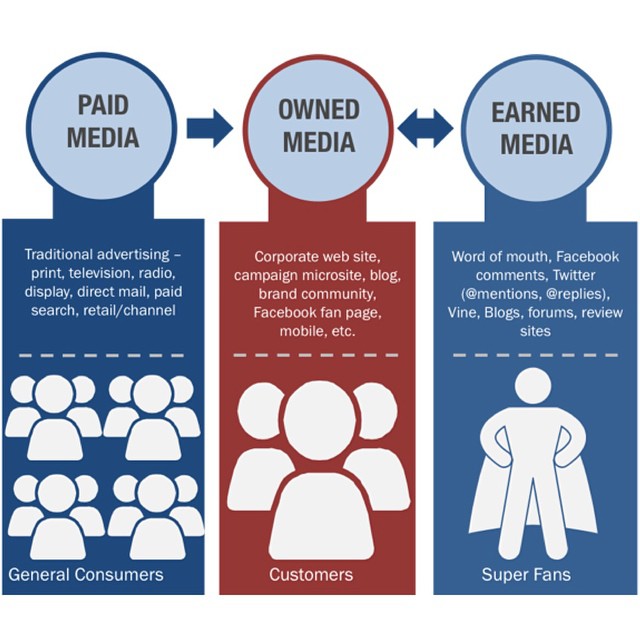 PAID
MEDIA
OWNED
MEDIA
EARNED
MEDIA
Traditional advertising –
print, television, radio,
display, direct mail, paid
search, retail/channel
Corporate web site,
campaign microsite, blog,
brand community,
Facebook fan page,
mobile, etc.
Word of mouth, Facebook
comments, Twitter
(@mentions, @replies),
Vine, Blogs, forums, review
sites
General Consumers
Customers
Super Fans